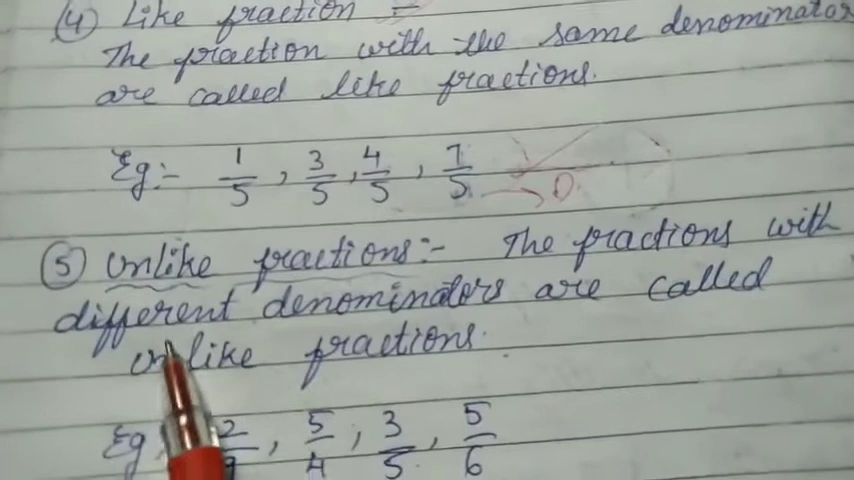 (4) Like fraction =
The fraction with the same denominator
are called like fractions.
Eg:- 1/5, 3/5, 4/5, 7/5 → D.
(5) Unlike fractions:- The fractions with
different denominators are called
unlike fractions.
Eg 2/, 5/4, 3/5, 5/6